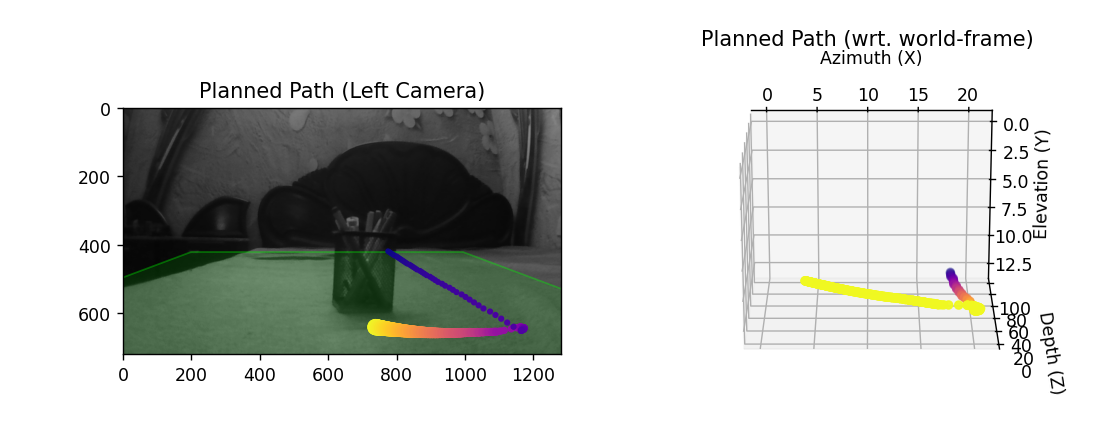 Planned Path (Left Camera)
0
200
400
600
0 200 400 600 800 1000 1200
Planned Path (wrt. world-frame)
Azimuth (X)
0 5 10 15 20
0.0
2.5
5.0
7.5
10.0
12.5
Elevation (Y)
100
80
60
40
20
0
Depth (Z)